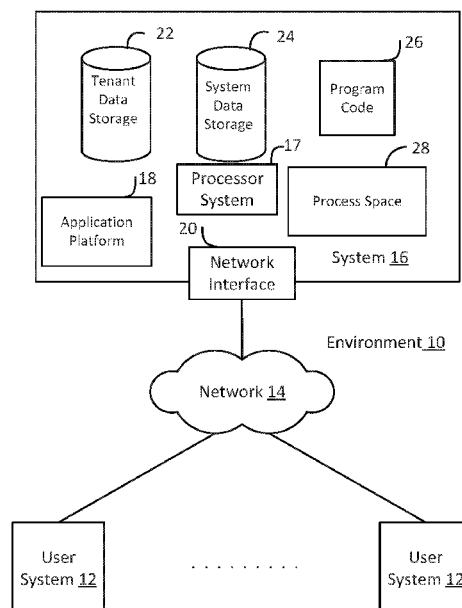 22
24
26
Tenant
Data
Storage
System
Data
Storage
Program
Code
17
28
18
Processor
System
Process Space
Application
Platform
20
System 16
Network
Interface
Environment 10
Network 14
User
System 12
. . . . . . . . .
User
System 12